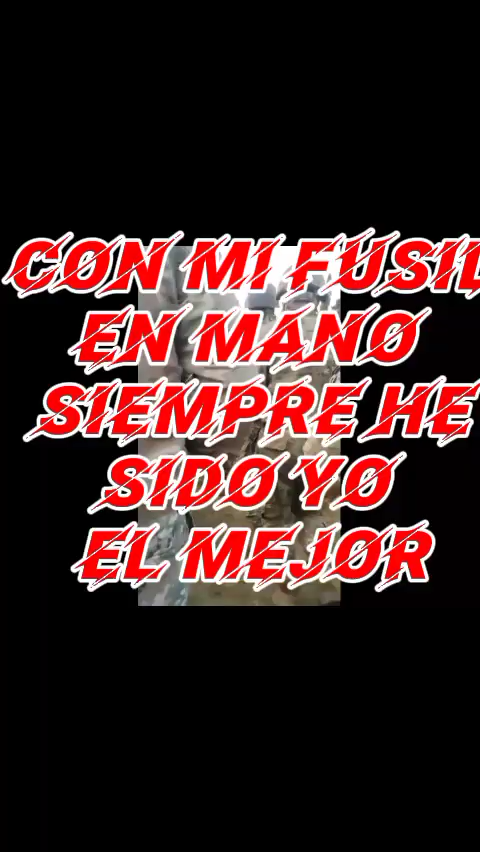 CON MI FUSIL
EN MANO
SIEMPRE HE
SIDO YO
EL MEJOR